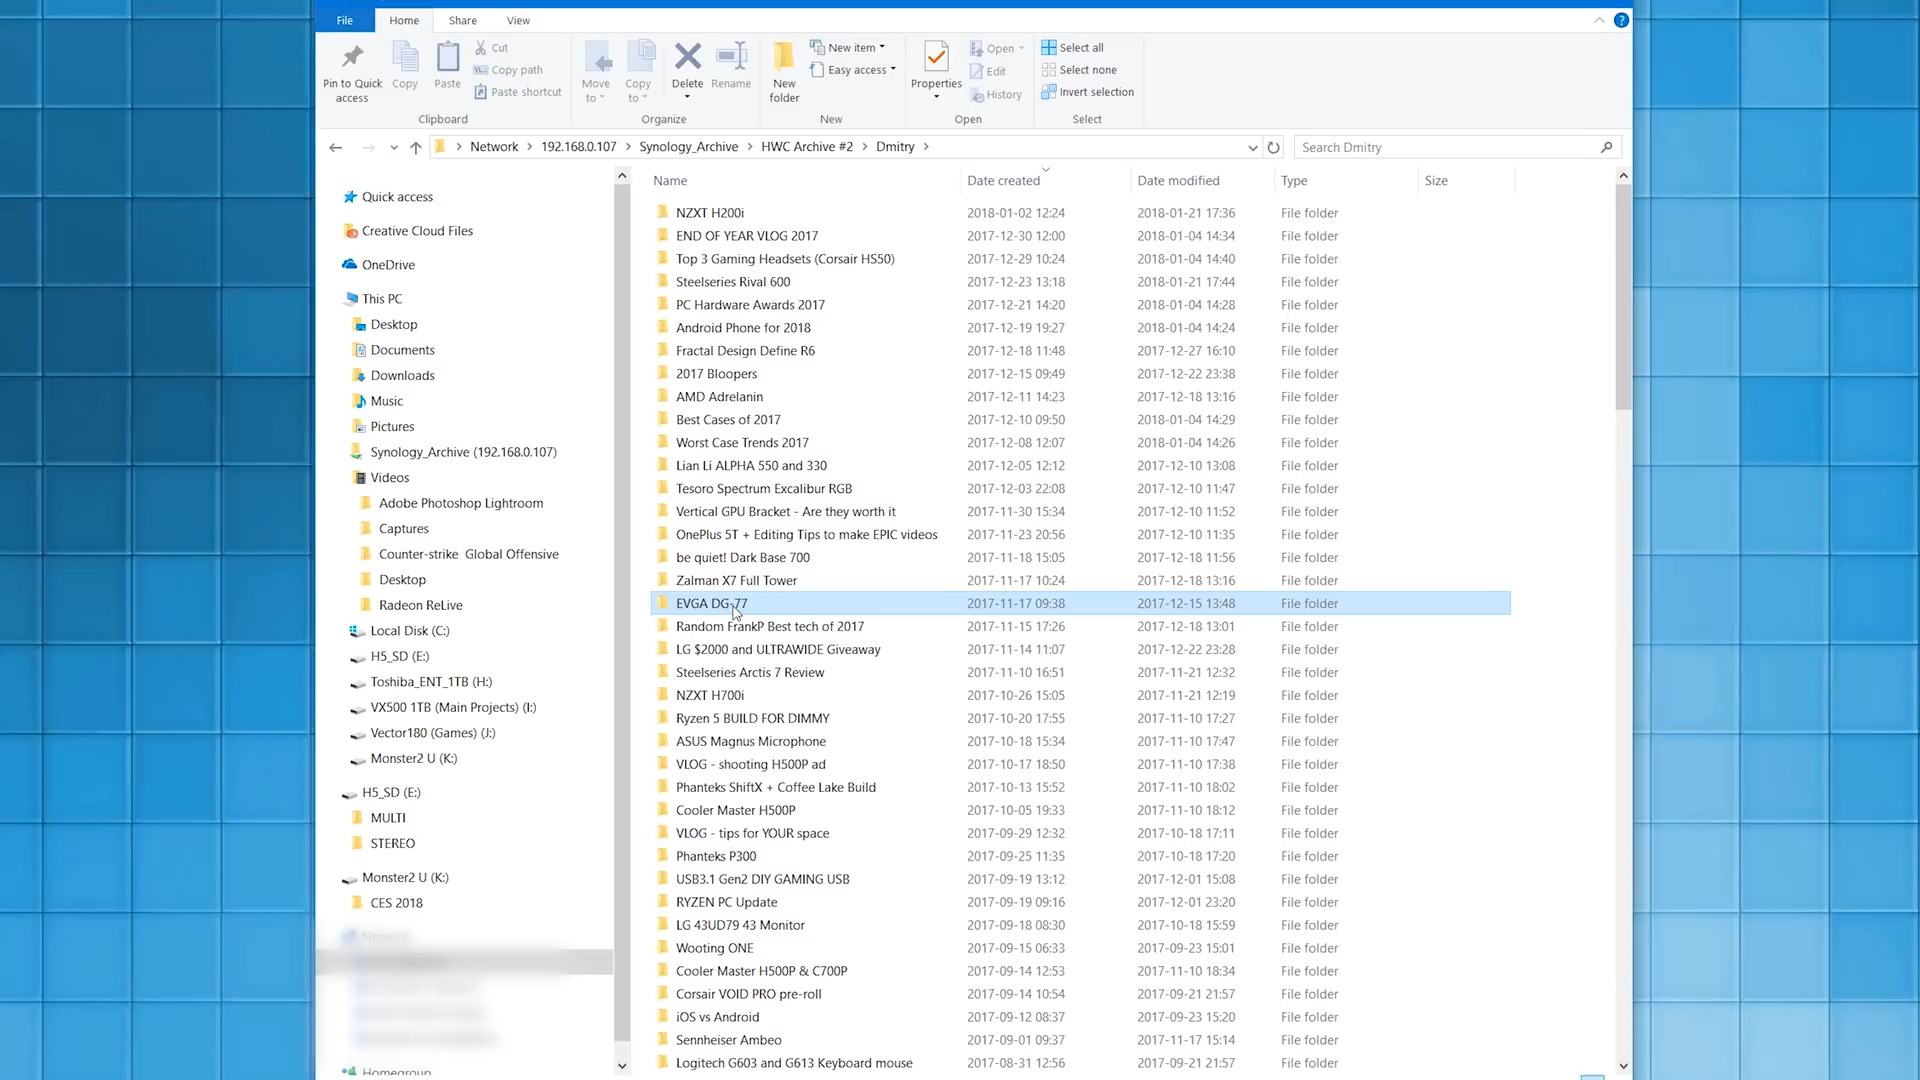 File Home Share View
Pin to Quick access
Copy
Paste
Cut
Copy path
Paste shortcut
Clipboard
Move to
Copy to
Delete
Rename
Organize
New folder
New item
Easy access
New
Properties
Open
Edit
History
Open
Select all
Select none
Invert selection
Select
Network 192.168.0.107 Synology_Archive HWC Archive #2 Dmitry
Search Dmitry
Quick access
Creative Cloud Files
OneDrive
This PC
Desktop
Documents
Downloads
Music
Pictures
Synology_Archive (192.168.0.107)
Videos
Adobe Photoshop Lightroom
Captures
Counter-strike Global Offensive
Desktop
Radeon ReLive
Local Disk (C:)
H5_SD (E:)
Toshiba_ENT_1TB (H:)
VX500 1TB (Main Projects) (I:)
Vector180 (Games) (J:)
Monster2 U (K:)
H5_SD (E:)
MULTI
STEREO
Monster2 U (K:)
CES 2018
Network
Homegroup
Name Date created Date modified Type Size
NZXT H200i 2018-01-02 12:24 2018-01-21 17:36 File folder
END OF YEAR VLOG 2017 2017-12-30 12:00 2018-01-04 14:34 File folder
Top 3 Gaming Headsets (Corsair HS50) 2017-12-29 10:24 2018-01-04 14:40 File folder
Steelseries Rival 600 2017-12-23 13:18 2018-01-21 17:44 File folder
PC Hardware Awards 2017 2017-12-21 14:20 2018-01-04 14:28 File folder
Android Phone for 2018 2017-12-19 19:27 2018-01-04 14:24 File folder
Fractal Design Define R6 2017-12-18 11:48 2017-12-27 16:10 File folder
2017 Bloopers 2017-12-15 09:49 2017-12-22 23:38 File folder
AMD Adrelanin 2017-12-11 14:23 2017-12-18 13:16 File folder
Best Cases of 2017 2017-12-10 09:50 2018-01-04 14:29 File folder
Worst Case Trends 2017 2017-12-08 12:07 2018-01-04 14:26 File folder
Lian Li ALPHA 550 and 330 2017-12-05 12:12 2017-12-10 13:08 File folder
Tesoro Spectrum Excalibur RGB 2017-12-03 22:08 2017-12-10 11:47 File folder
Vertical GPU Bracket - Are they worth it 2017-11-30 15:34 2017-12-10 11:52 File folder
OnePlus 5T + Editing Tips to make EPIC videos 2017-11-23 20:56 2017-12-10 11:35 File folder
be quiet! Dark Base 700 2017-11-18 15:05 2017-12-18 11:56 File folder
Zalman X7 Full Tower 2017-11-17 10:24 2017-12-18 13:16 File folder
EVGA DG-77 2017-11-17 09:38 2017-12-15 13:48 File folder
Random FrankP Best tech of 2017 2017-11-15 17:26 2017-12-18 13:01 File folder
LG $2000 and ULTRAWIDE Giveaway 2017-11-14 11:07 2017-12-22 23:28 File folder
Steelseries Arctis 7 Review 2017-11-10 16:51 2017-11-21 12:32 File folder
NZXT H700i 2017-10-26 15:05 2017-11-21 12:19 File folder
Ryzen 5 BUILD FOR DIMMY 2017-10-20 17:55 2017-11-10 17:27 File folder
ASUS Magnus Microphone 2017-10-18 15:34 2017-11-10 17:47 File folder
VLOG - shooting H500P ad 2017-10-17 18:50 2017-11-10 17:38 File folder
Phanteks ShiftX + Coffee Lake Build 2017-10-13 15:52 2017-11-10 18:02 File folder
Cooler Master H500P 2017-10-05 19:33 2017-11-10 18:12 File folder
VLOG - tips for YOUR space 2017-09-29 12:32 2017-10-18 17:11 File folder
Phanteks P300 2017-09-25 11:35 2017-10-18 17:20 File folder
USB3.1 Gen2 DIY GAMING USB 2017-09-19 13:12 2017-12-01 15:08 File folder
RYZEN PC Update 2017-09-19 09:16 2017-12-01 23:20 File folder
LG 43UD79 43 Monitor 2017-09-18 08:30 2017-10-18 15:59 File folder
Wooting ONE 2017-09-15 06:33 2017-09-23 15:01 File folder
Cooler Master H500P & C700P 2017-09-14 12:53 2017-11-10 18:34 File folder
Corsair VOID PRO pre-roll 2017-09-14 10:54 2017-09-21 21:57 File folder
iOS vs Android 2017-09-12 08:37 2017-09-23 15:20 File folder
Sennheiser Ambeo 2017-09-01 09:37 2017-11-17 15:14 File folder
Logitech G603 and G613 Keyboard mouse 2017-08-31 12:56 2017-09-21 21:57 File folder